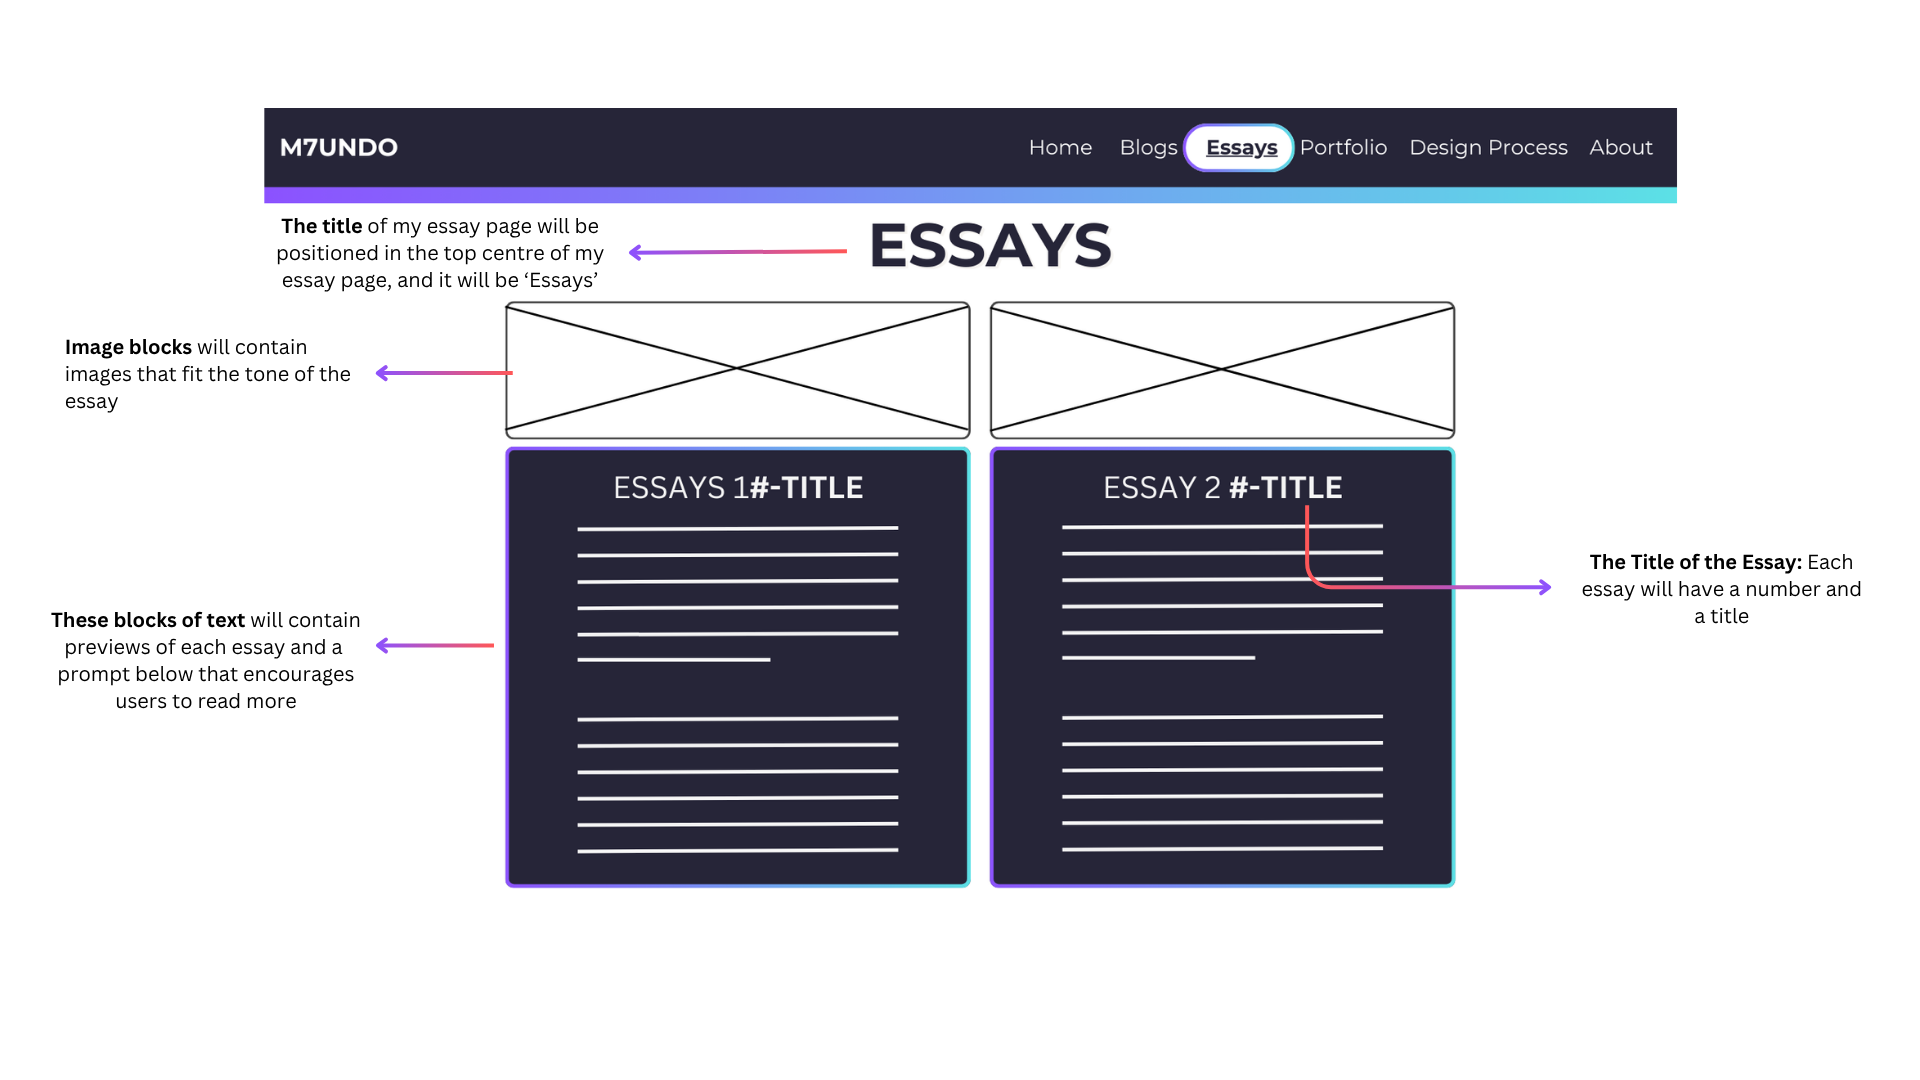 M7UNDO
Home Blogs Essays Portfolio Design Process About
The title of my essay page will be
positioned in the top centre of my
essay page, and it will be ‘Essays’
ESSAYS
Image blocks will contain
images that fit the tone of the
essay
ESSAYS 1#-TITLE
ESSAY 2 #-TITLE
The Title of the Essay: Each
essay will have a number and
a title
These blocks of text will contain
previews of each essay and a
prompt below that encourages
users to read more